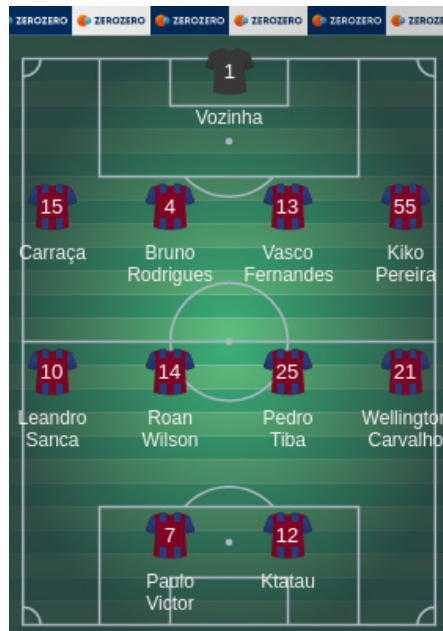 ZEROZERO ZEROZERO ZEROZERO ZEROZERO ZEROZERO ZEROZE
1
Vozinha
15 4 13 55
Carraça Bruno Vasco Kiko
Rodrigues Fernandes Pereira
10 14 25 21
Leandro Roan Pedro Wellington
Sanca Wilson Tiba Carvalho
7 12
Paulo Ktatau
Victor